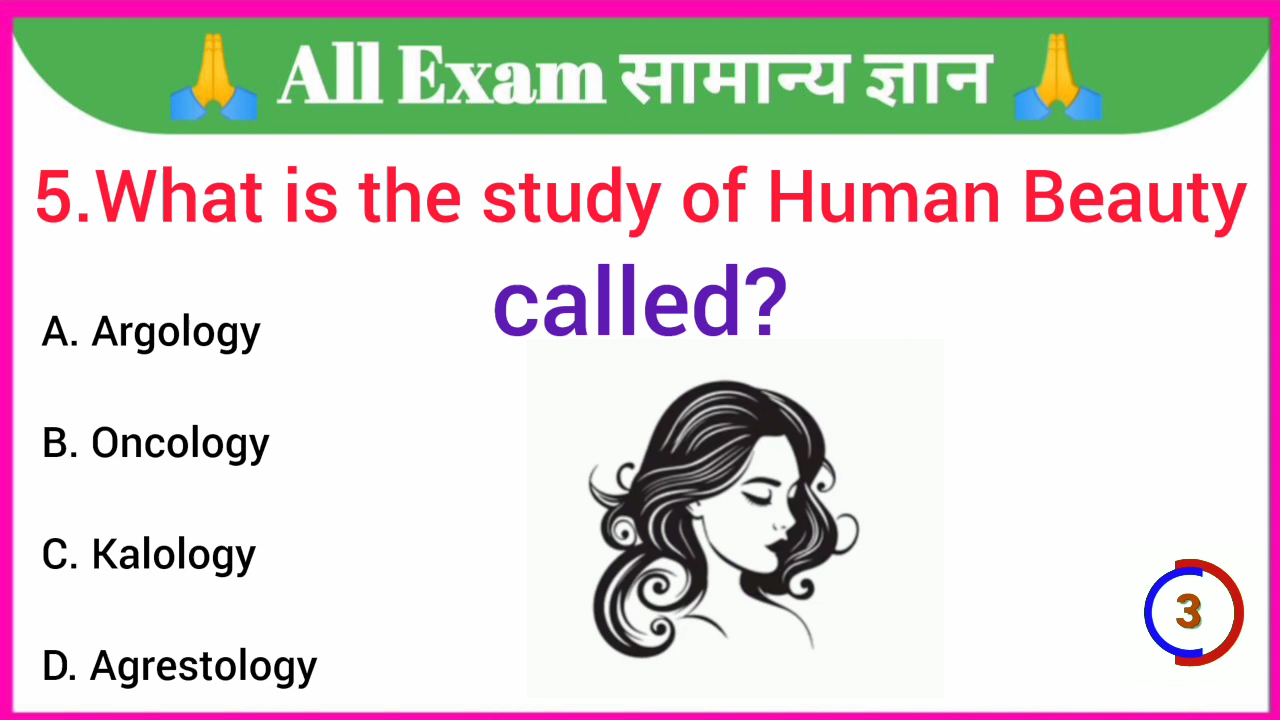 🙏 All Exam सामान्य ज्ञान 🙏
5.What is the study of Human Beauty
called?
A. Argology
B. Oncology
C. Kalology
D. Agrestology
3